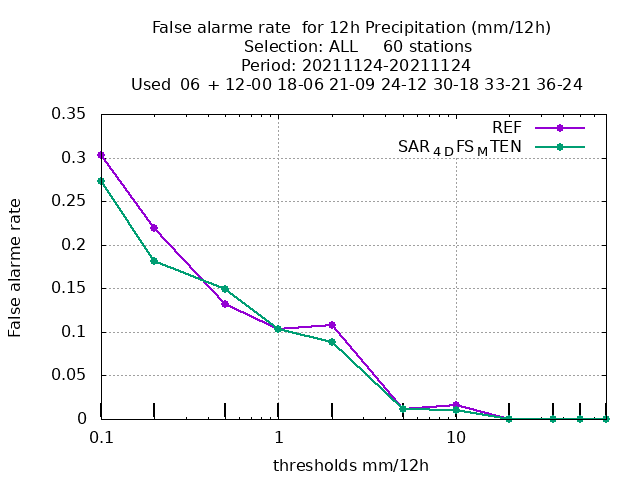 False alarme rate  for 12h Precipitation (mm/12h)
Selection: ALL     60 stations
Period: 20211124-20211124
Used  06 + 12-00 18-06 21-09 24-12 30-18 33-21 36-24
0.35
REF
SAR4DFSMTEN
0.3
0.25
0.2
0.15
0.1
0.05
0
False alarme rate
0.1 1 10
thresholds mm/12h